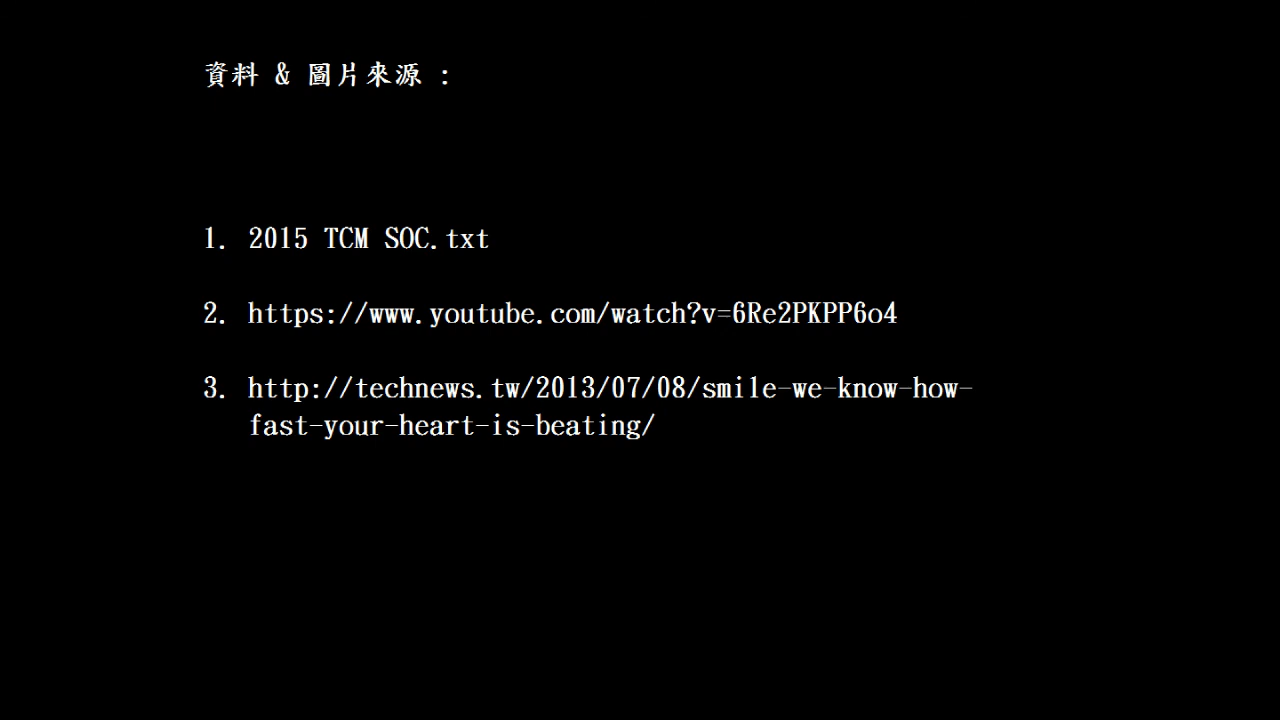 資料 & 圖片來源 :
1. 2015 TCM SOC.txt
2. https://www.youtube.com/watch?v=6Re2PKPP6o4
3. http://technews.tw/2013/07/08/smile-we-know-how-
fast-your-heart-is-beating/